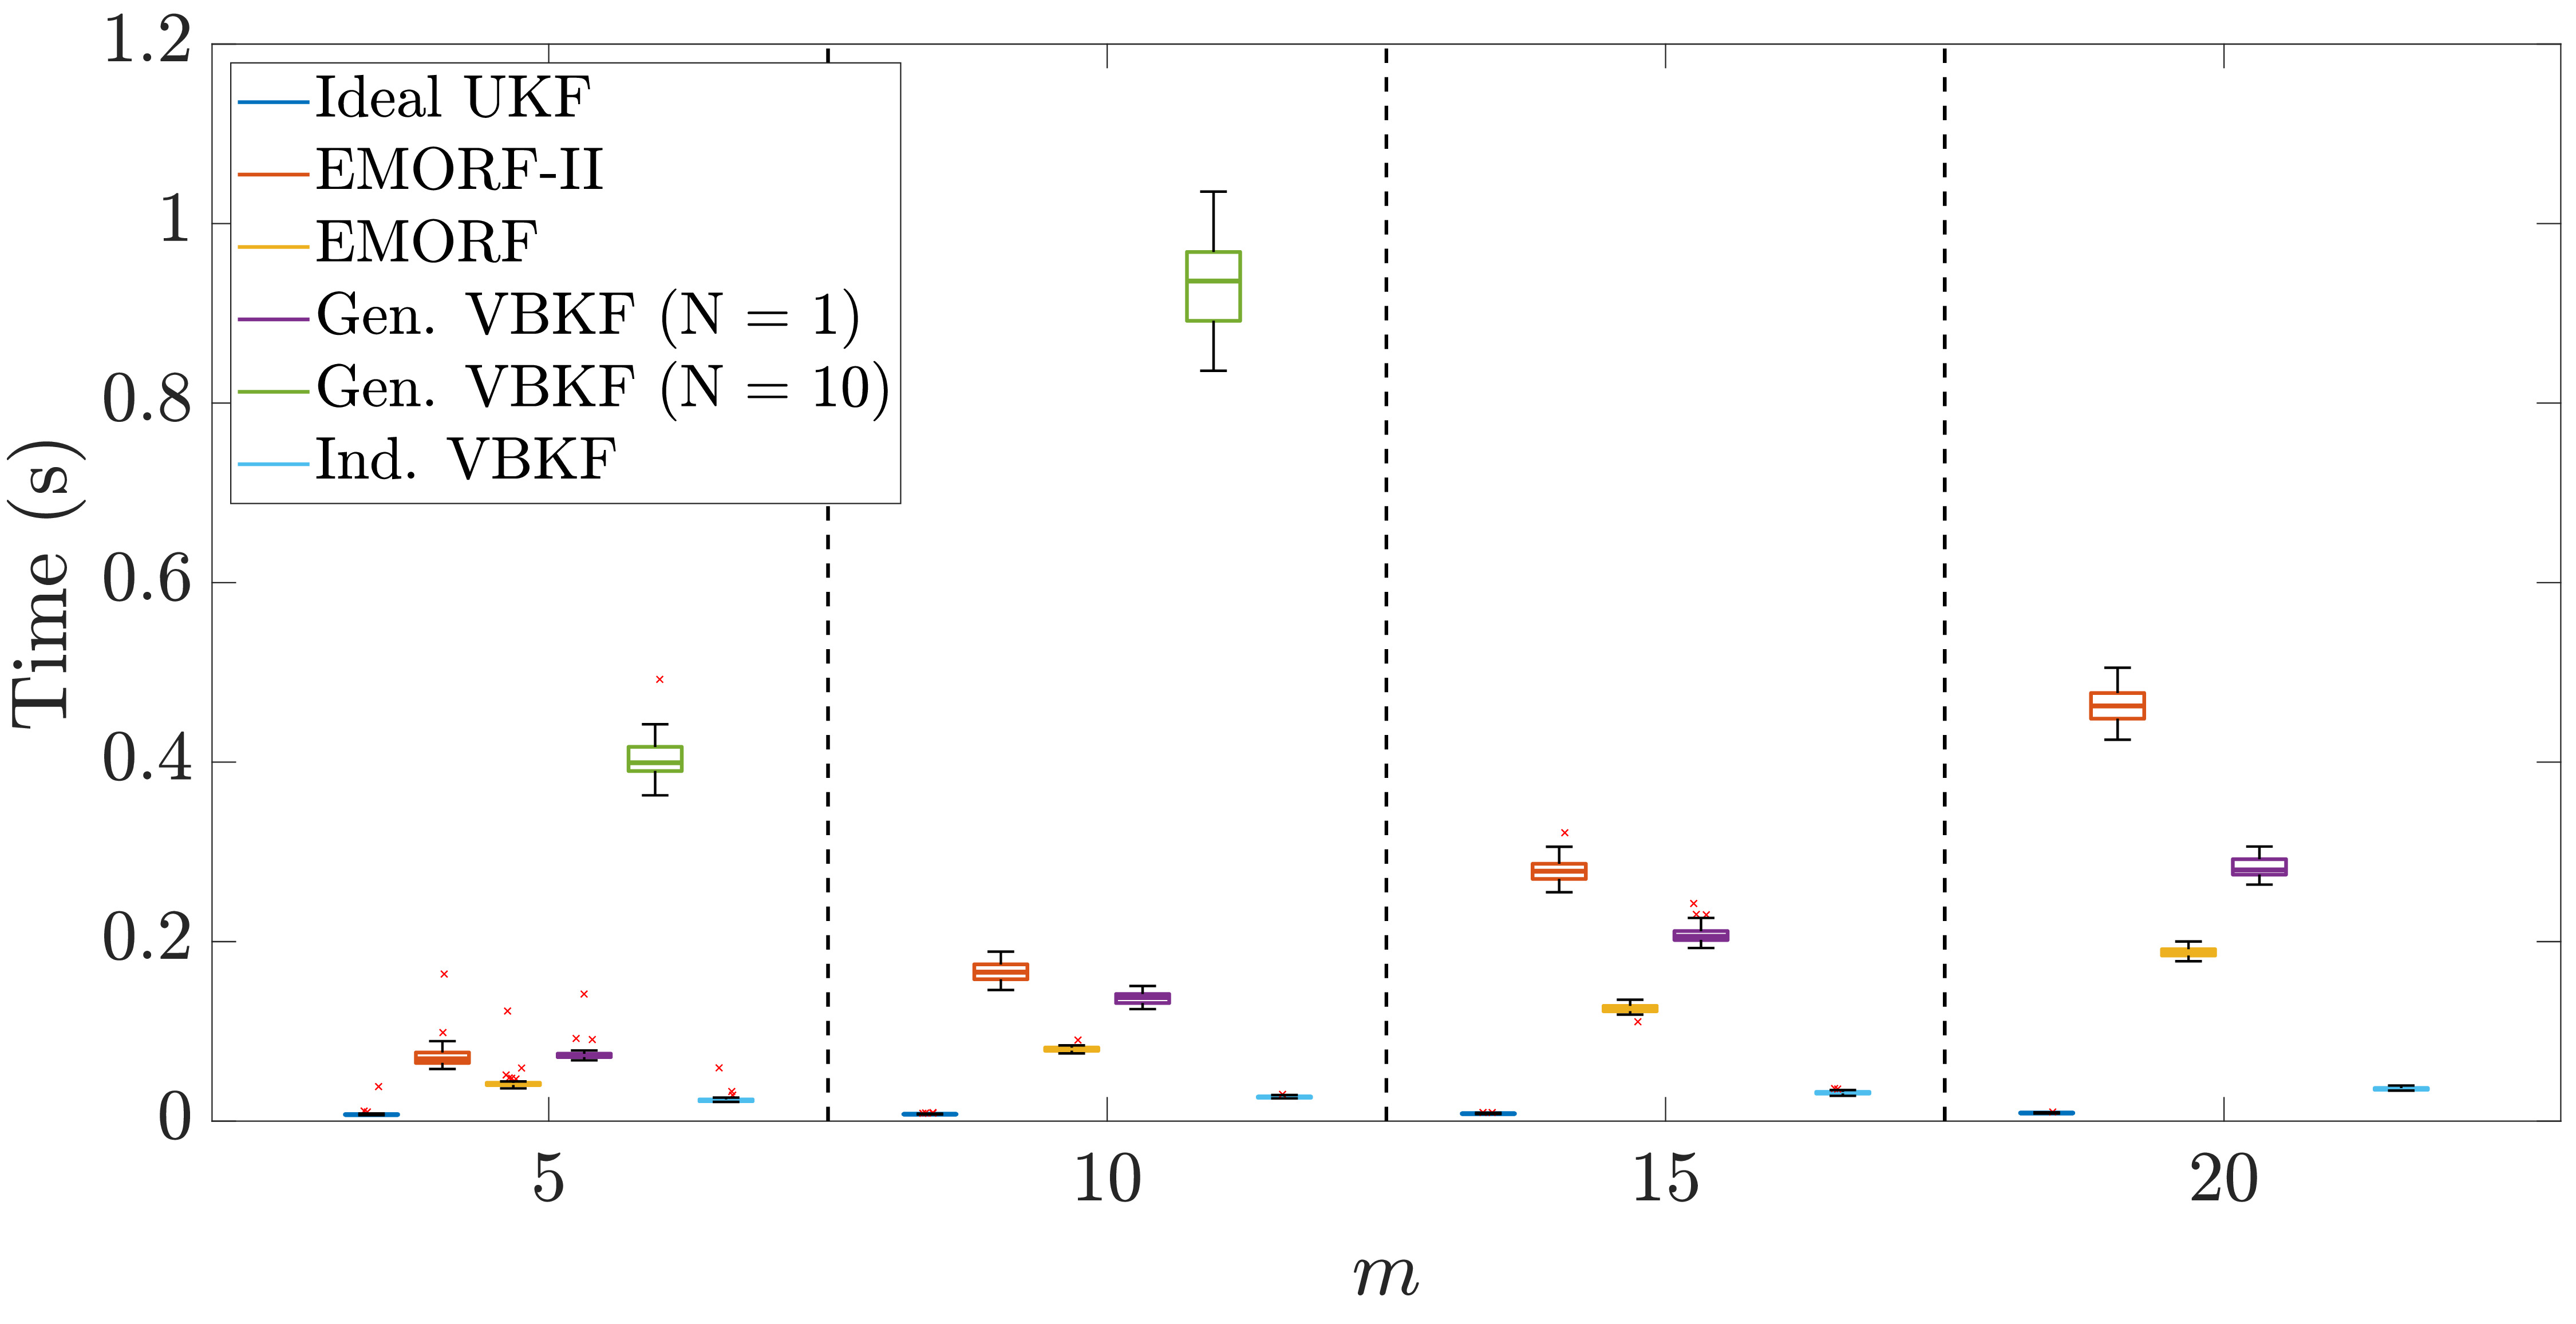 1.2
1
0.8
0.6
0.4
0.2
0
Time (s)
Ideal UKF
EMORF-II
EMORF
Gen. VBKF (N = 1)
Gen. VBKF (N = 10)
Ind. VBKF
5
10
15
20
m